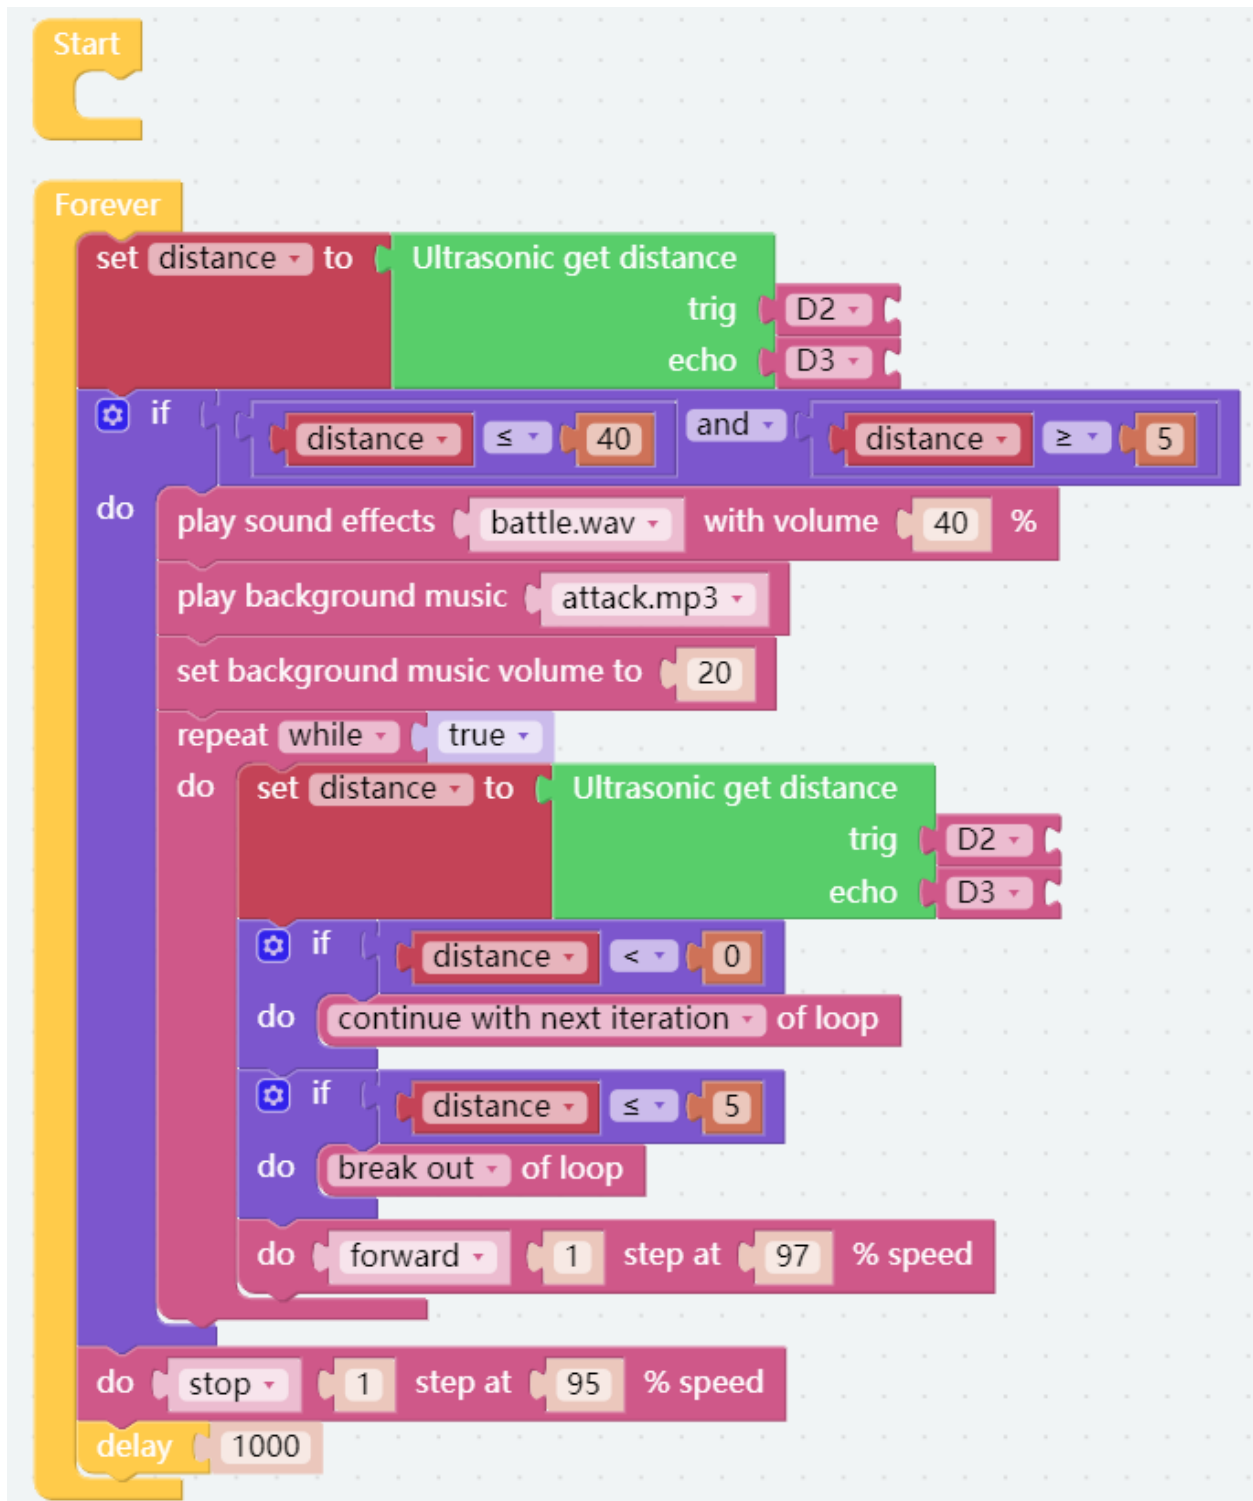 Start
Forever
set distance to Ultrasonic get distance
trig D2
echo D3
if distance ≤ 40 and distance ≥ 5
do play sound effects battle.wav with volume 40 %
play background music attack.mp3
set background music volume to 20
repeat while true
do set distance to Ultrasonic get distance
trig D2
echo D3
if distance < 0
do continue with next iteration of loop
if distance ≤ 5
do break out of loop
do forward 1 step at 97 % speed
do stop 1 step at 95 % speed
delay 1000